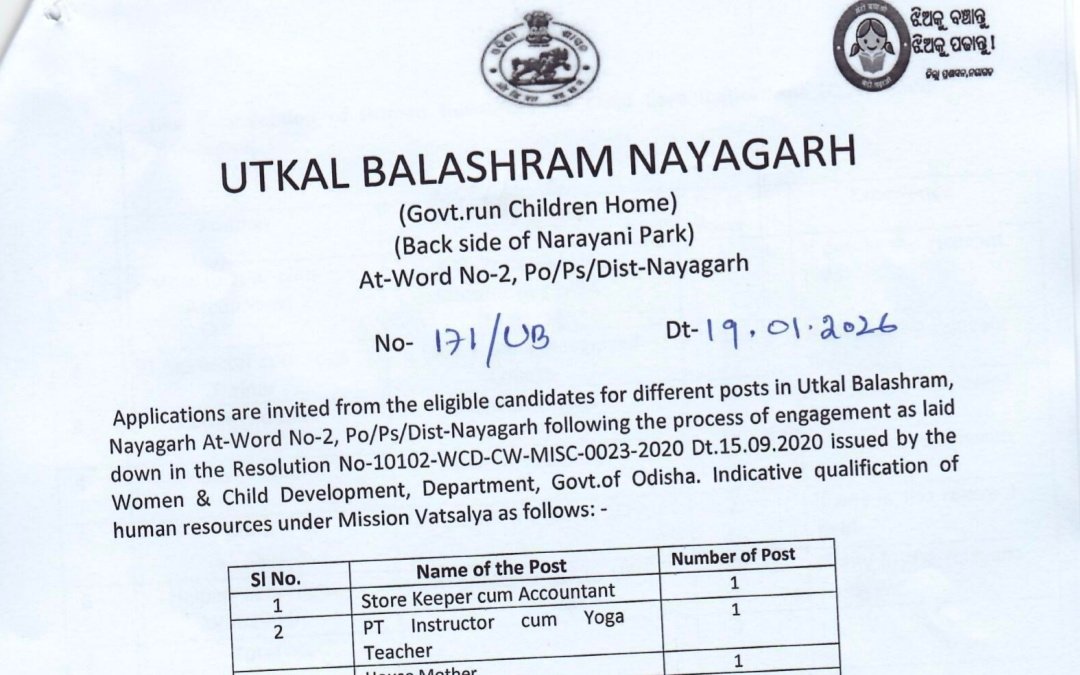 ଝିଅକୁ ବଞ୍ଚାନ୍ତୁ
ଝିଅକୁ ପଢାନ୍ତୁ!
ଜିଲ୍ଲା ପ୍ରଶାସନ, ନୟାଗଡ
UTKAL BALASHRAM NAYAGARH
(Govt.run Children Home)
(Back side of Narayani Park)
At-Word No-2, Po/Ps/Dist-Nayagarh
No- 171/UB Dt-19.01.2026
Applications are invited from the eligible candidates for different posts in Utkal Balashram,
Nayagarh At-Word No-2, Po/Ps/Dist-Nayagarh following the process of engagement as laid
down in the Resolution No-10102-WCD-CW-MISC-0023-2020 Dt.15.09.2020 issued by the
Women & Child Development, Department, Govt.of Odisha. Indicative qualification of
human resources under Mission Vatsalya as follows: -
Sl No. Name of the Post Number of Post
1 Store Keeper cum Accountant 1
2 PT Instructor cum Yoga 1
Teacher
House Mother 1